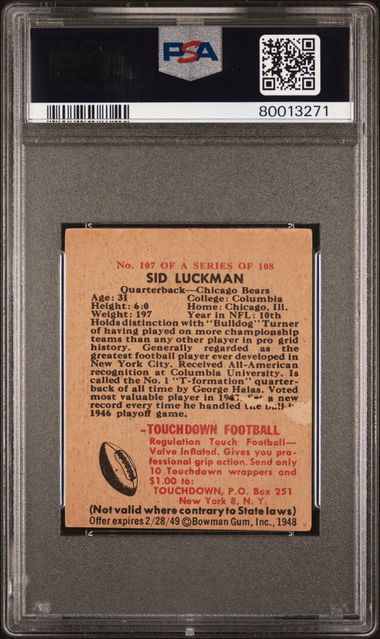 PSA
80013271
No. 107 OF A SERIES OF 108
SID LUCKMAN
Quarterback—Chicago Bears
Age: 31 College: Columbia
Height: 6:0 Home: Chicago, Ill.
Weight: 197 Year in NFL: 10th
Holds distinction with "Bulldog" Turner
of having played on more championship
teams than any other player in pro grid
history. Generally regarded as the
greatest football player ever developed in
New York City. Received All-American
recognition at Columbia University. Is
called the No. 1 "T-formation" quarter-
back of all time by George Halas. Voted
most valuable player in a new
record every time he handled the ball in
1946 playoff game.
-TOUCHDOWN FOOTBALL
Regulation Touch Football—
Valve Inflated. Gives you pro-
fessional grip action. Send only
10 Touchdown wrappers and
$1.00 to:
TOUCHDOWN, P.O. Box 251
New York 8, N. Y.
(Not valid where contrary to State laws)
Offer expires 2/28/49 ©Bowman Gum, Inc., 1948